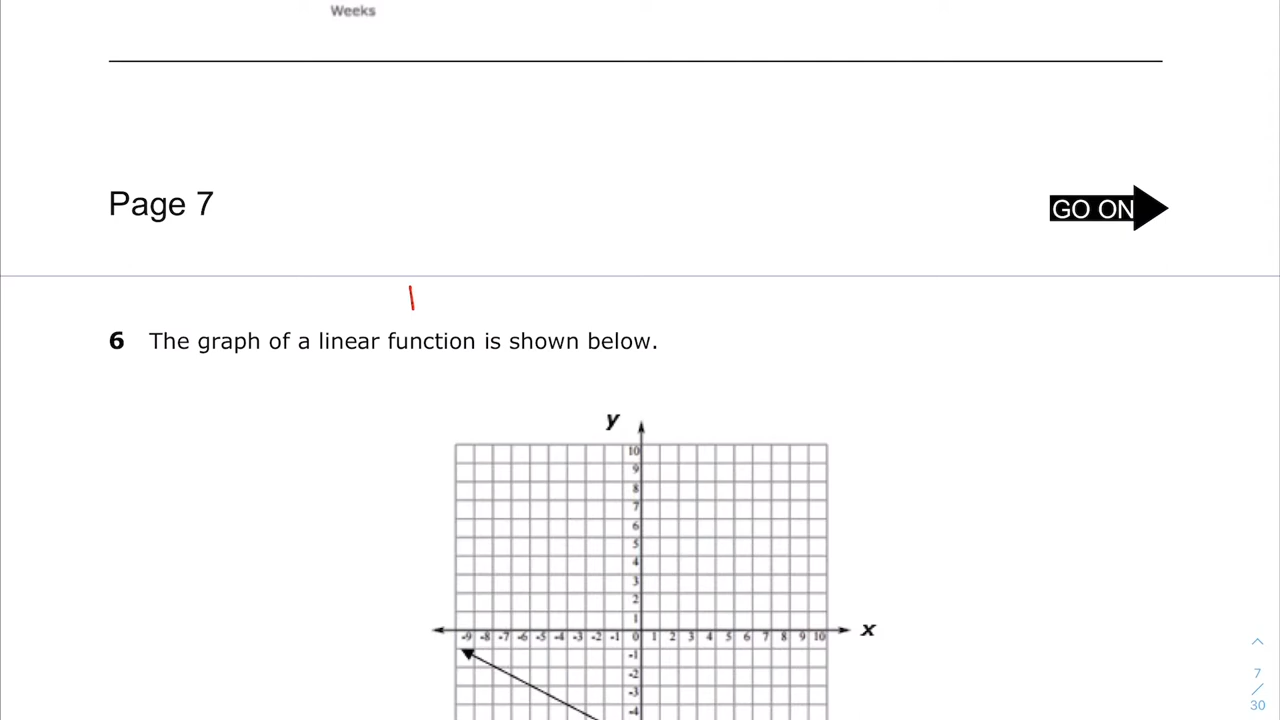 Weeks
Page 7
GO ON
6 The graph of a linear function is shown below.
y
10
9
8
7
6
5
4
3
2
1
-9 -8 -7 -6 -5 -4 -3 -2 -1 0 1 2 3 4 5 6 7 8 9 10 x
-1
-2
-3
-4
7
/
30